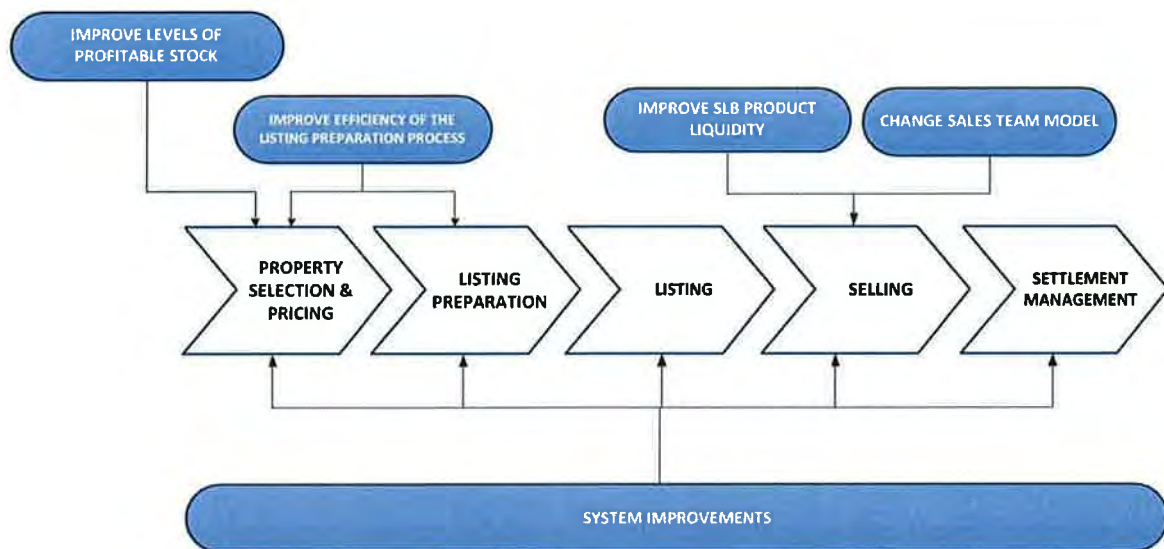 IMPROVE LEVELS OF
PROFITABLE STOCK
IMPROVE EFFICIENCY OF THE
LISTING PREPARATION PROCESS
IMPROVE SLB PRODUCT
LIQUIDITY
CHANGE SALES TEAM MODEL
PROPERTY
SELECTION &
PRICING
LISTING
PREPARATION
LISTING
SELLING
SETTLEMENT
MANAGEMENT
SYSTEM IMPROVEMENTS